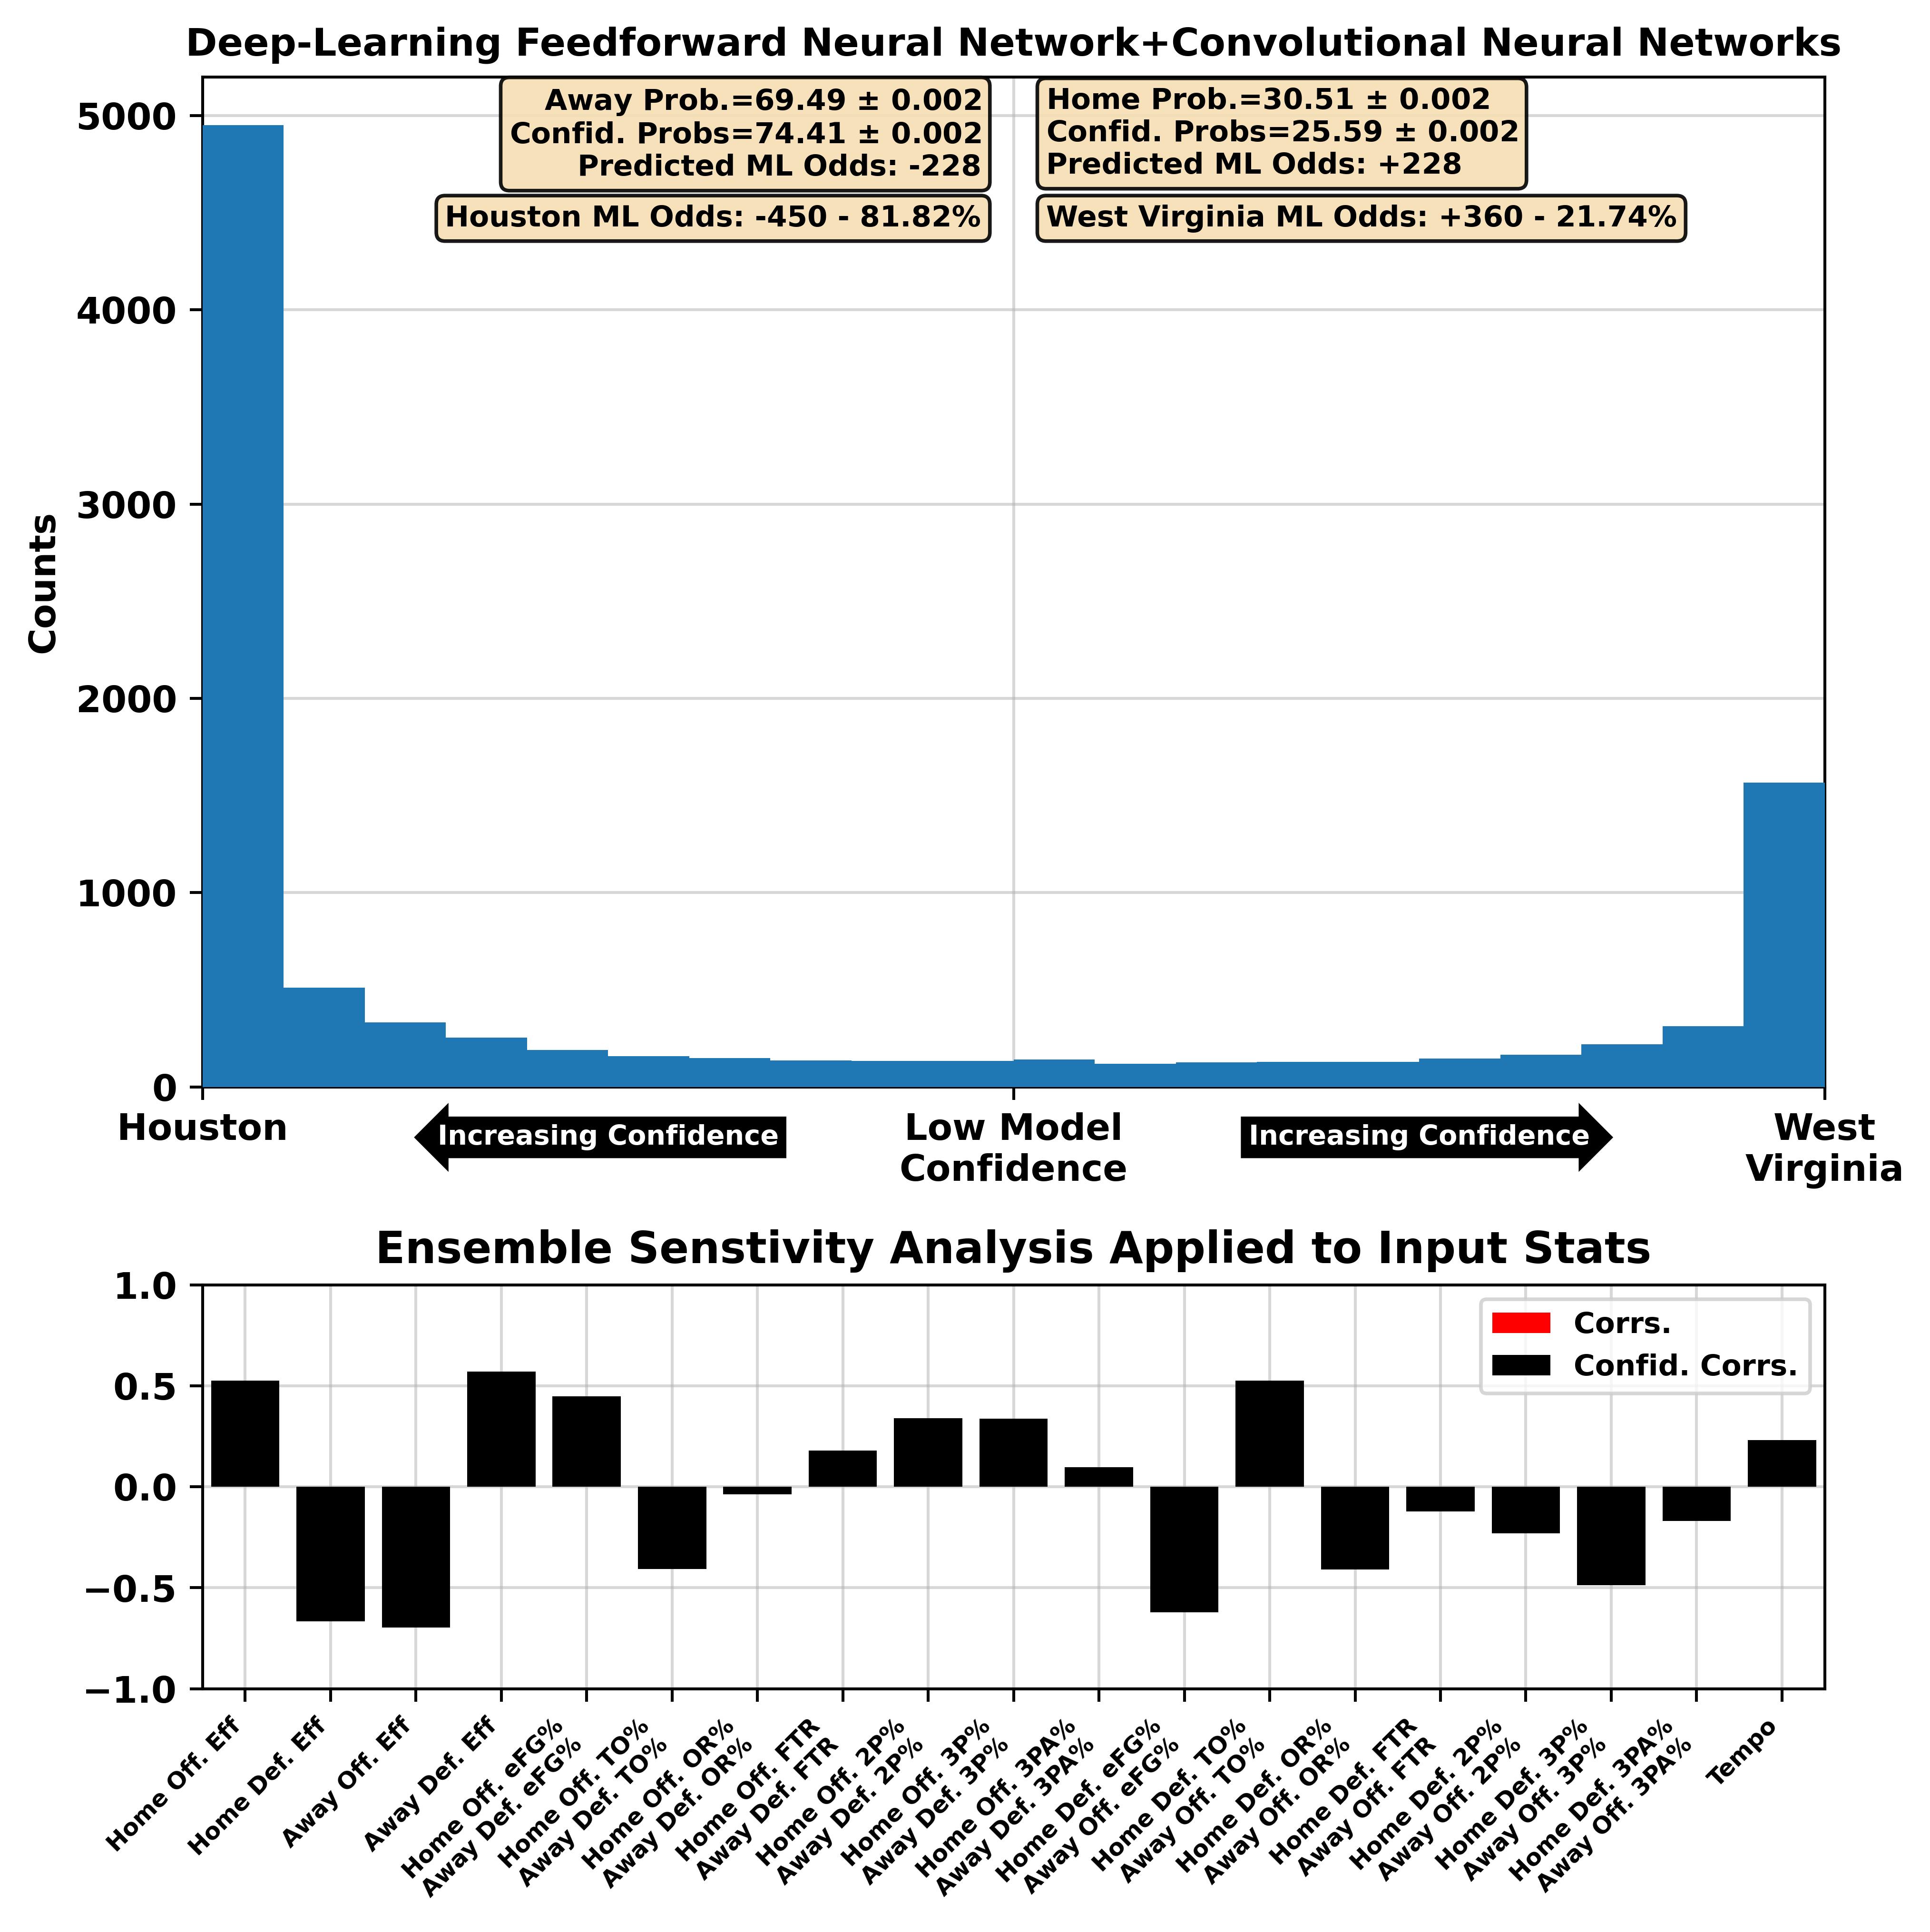 Deep-Learning Feedforward Neural Network+Convolutional Neural Networks
Away Prob.=69.49 ± 0.002
Confid. Probs=74.41 ± 0.002
Predicted ML Odds: -228
Houston ML Odds: -450 - 81.82%
Home Prob.=30.51 ± 0.002
Confid. Probs=25.59 ± 0.002
Predicted ML Odds: +228
West Virginia ML Odds: +360 - 21.74%
Counts
5000
4000
3000
2000
1000
0
Houston
Increasing Confidence
Low Model
Confidence
Increasing Confidence
West
Virginia
Ensemble Senstivity Analysis Applied to Input Stats
1.0
0.5
0.0
−0.5
−1.0
Corrs.
Confid. Corrs.
Home Off. Eff
Home Def. Eff
Away Off. Eff
Away Def. Eff
Home Off. eFG%
Away Def. eFG%
Home Off. TO%
Away Def. TO%
Home Off. OR%
Away Def. OR%
Home Off. FTR
Away Def. FTR
Home Off. 2P%
Away Def. 2P%
Home Off. 3P%
Away Def. 3P%
Home Off. 3PA%
Away Def. 3PA%
Home Def. eFG%
Away Off. eFG%
Home Def. TO%
Away Off. TO%
Home Def. OR%
Away Off. OR%
Home Def. FTR
Away Off. FTR
Home Def. 2P%
Away Off. 2P%
Home Def. 3P%
Away Off. 3P%
Home Def. 3PA%
Away Off. 3PA%
Tempo